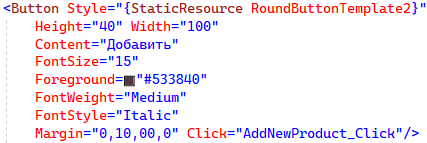 <Button Style="{StaticResource RoundButtonTemplate2}"
Height="40" Width="100"
Content="Добавить"
FontSize="15"
Foreground="#533840"
FontWeight="Medium"
FontStyle="Italic"
Margin="0,10,00,0" Click="AddNewProduct_Click"/>